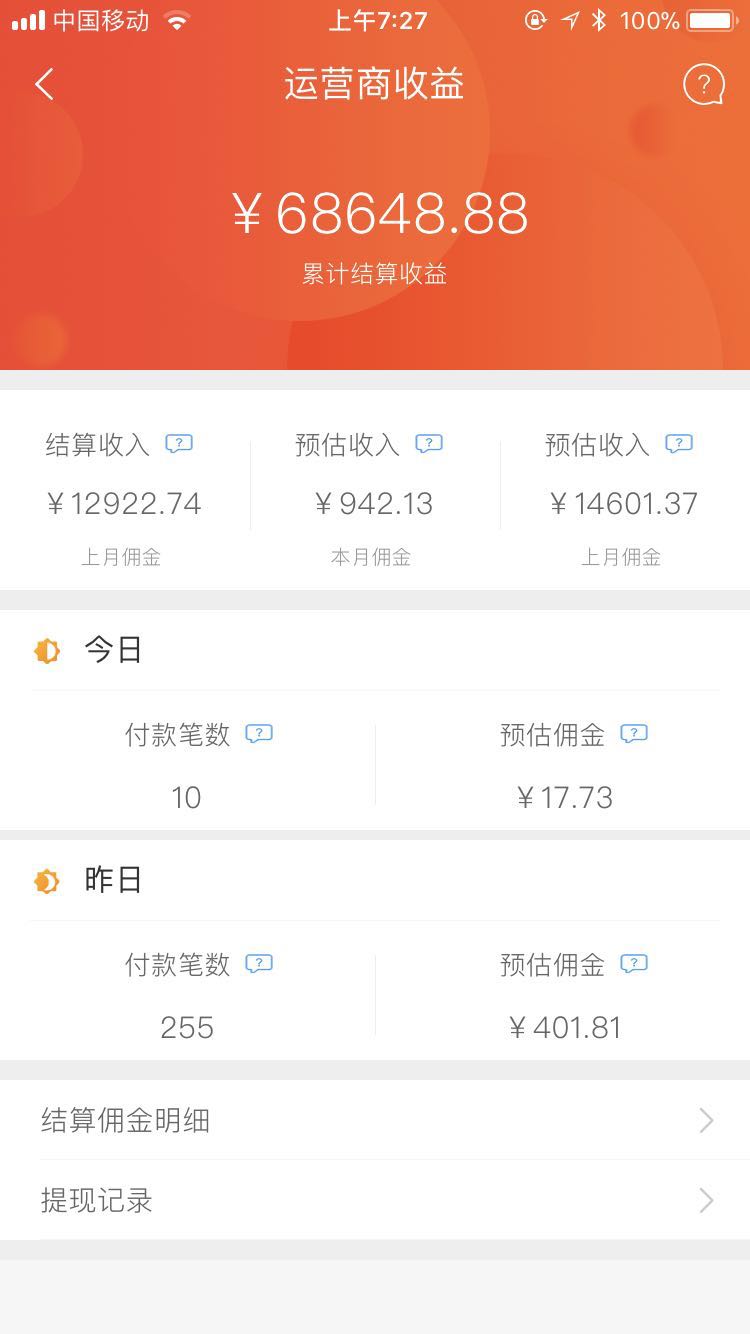 中国移动 上午7:27 100%
运营商收益
¥68648.88
累计结算收益
结算收入 预估收入 预估收入
¥12922.74 ¥942.13 ¥14601.37
上月佣金 本月佣金 上月佣金
今日
付款笔数 预估佣金
10 ¥17.73
昨日
付款笔数 预估佣金
255 ¥401.81
结算佣金明细
提现记录